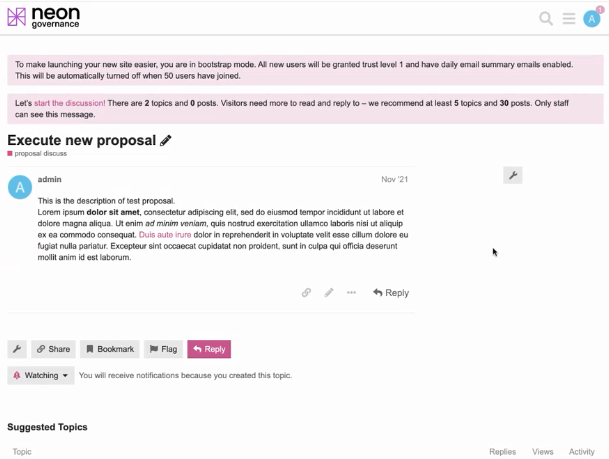 neon
governance
1
A
To make launching your new site easier, you are in bootstrap mode. All new users will be granted trust level 1 and have daily email summary emails enabled.
This will be automatically turned off when 50 users have joined.
Let's start the discussion! There are 2 topics and 0 posts. Visitors need more to read and reply to – we recommend at least 5 topics and 30 posts. Only staff
can see this message.
Execute new proposal
proposal discuss
A
admin
Nov '21
This is the description of test proposal.
Lorem ipsum dolor sit amet, consectetur adipiscing elit, sed do eiusmod tempor incididunt ut labore et
dolore magna aliqua. Ut enim ad minim veniam, quis nostrud exercitation ullamco laboris nisi ut aliquip
ex ea commodo consequat. Duis aute irure dolor in reprehenderit in voluptate velit esse cillum dolore eu
fugiat nulla pariatur. Excepteur sint occaecat cupidatat non proident, sunt in culpa qui officia deserunt
mollit anim id est laborum.
Reply
Share
Bookmark
Flag
Reply
Watching
You will receive notifications because you created this topic.
Suggested Topics
Topic
Replies
Views
Activity